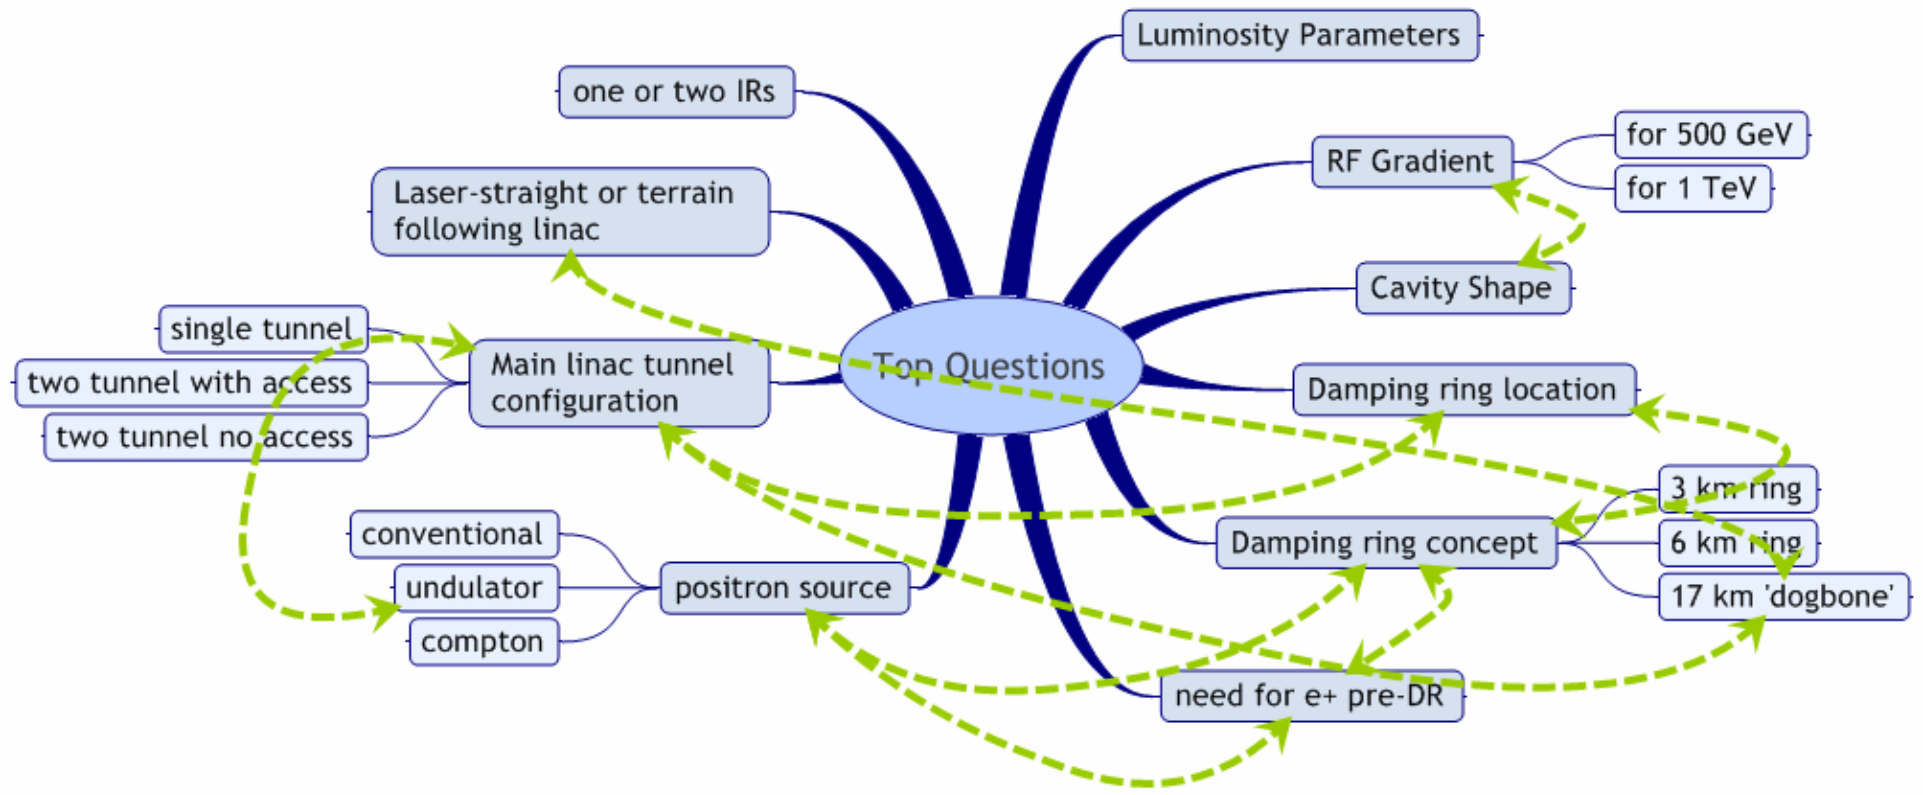 Luminosity Parameters
one or two IRs
for 500 GeV
RF Gradient
for 1 TeV
Laser-straight or terrain
following linac
Cavity Shape
single tunnel
Main linac tunnel
configuration
two tunnel with access
two tunnel no access
Top Questions
Damping ring location
3 km ring
conventional
Damping ring concept
6 km ring
undulator
positron source
17 km 'dogbone'
compton
need for e+ pre-DR